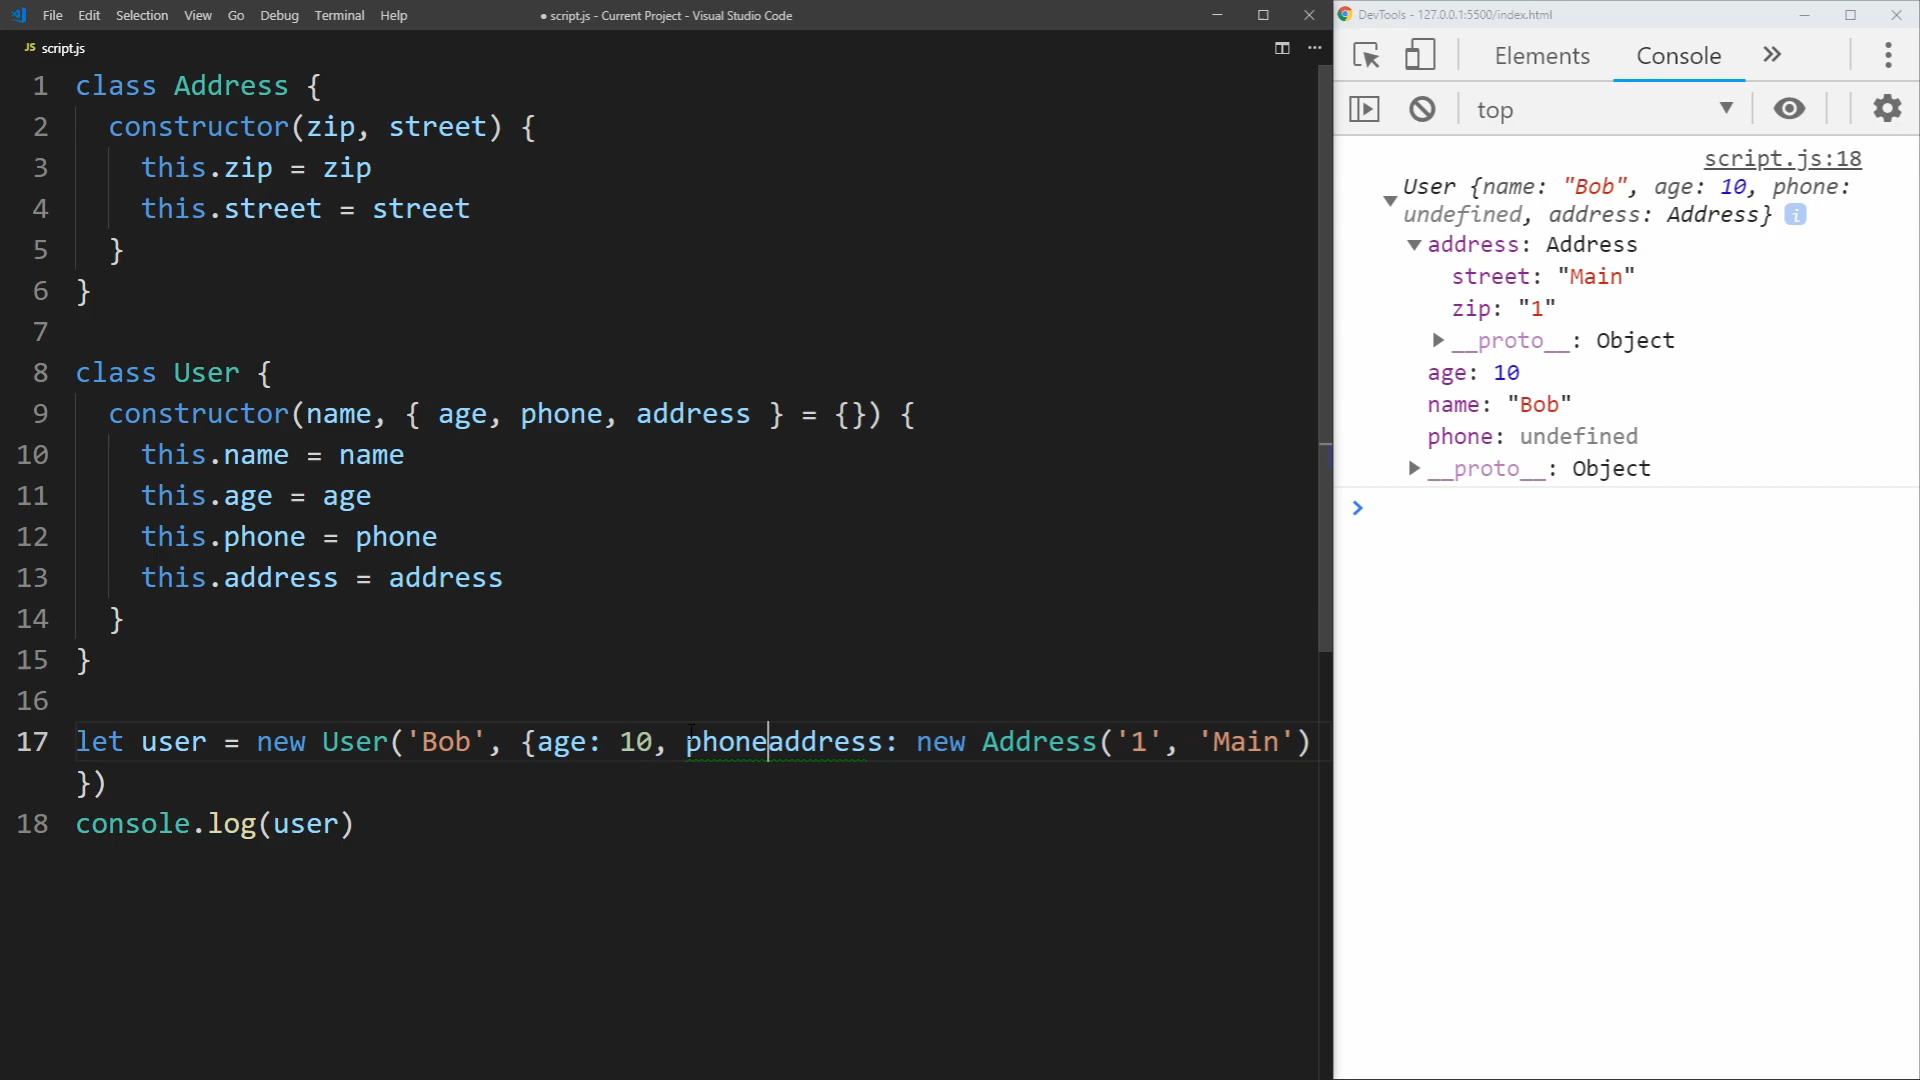 File Edit Selection View Go Debug Terminal Help
● script.js - Current Project - Visual Studio Code
JS script.js
1 class Address {
2 constructor(zip, street) {
3 this.zip = zip
4 this.street = street
5 }
6 }
7
8 class User {
9 constructor(name, { age, phone, address } = {}) {
10 this.name = name
11 this.age = age
12 this.phone = phone
13 this.address = address
14 }
15 }
16
17 let user = new User('Bob', {age: 10, phoneaddress: new Address('1', 'Main')
})
18 console.log(user)
DevTools - 127.0.0.1:5500/index.html
Elements Console
top
script.js:18
User {name: "Bob", age: 10, phone:
undefined, address: Address} i
address: Address
street: "Main"
zip: "1"
__proto__: Object
age: 10
name: "Bob"
phone: undefined
__proto__: Object